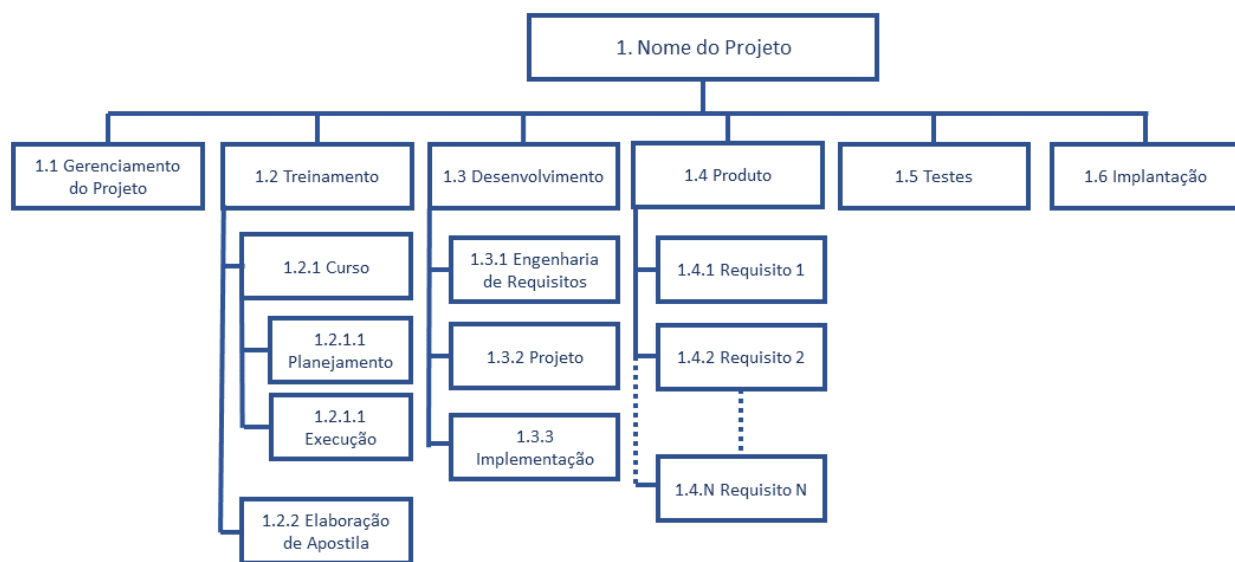 1. Nome do Projeto
1.1 Gerenciamento
do Projeto
1.2 Treinamento
1.3 Desenvolvimento
1.4 Produto
1.5 Testes
1.6 Implantação
1.2.1 Curso
1.2.1.1
Planejamento
1.2.1.1
Execução
1.2.2 Elaboração
de Apostila
1.3.1 Engenharia
de Requisitos
1.3.2 Projeto
1.3.3
Implementação
1.4.1 Requisito 1
1.4.2 Requisito 2
1.4.N Requisito N